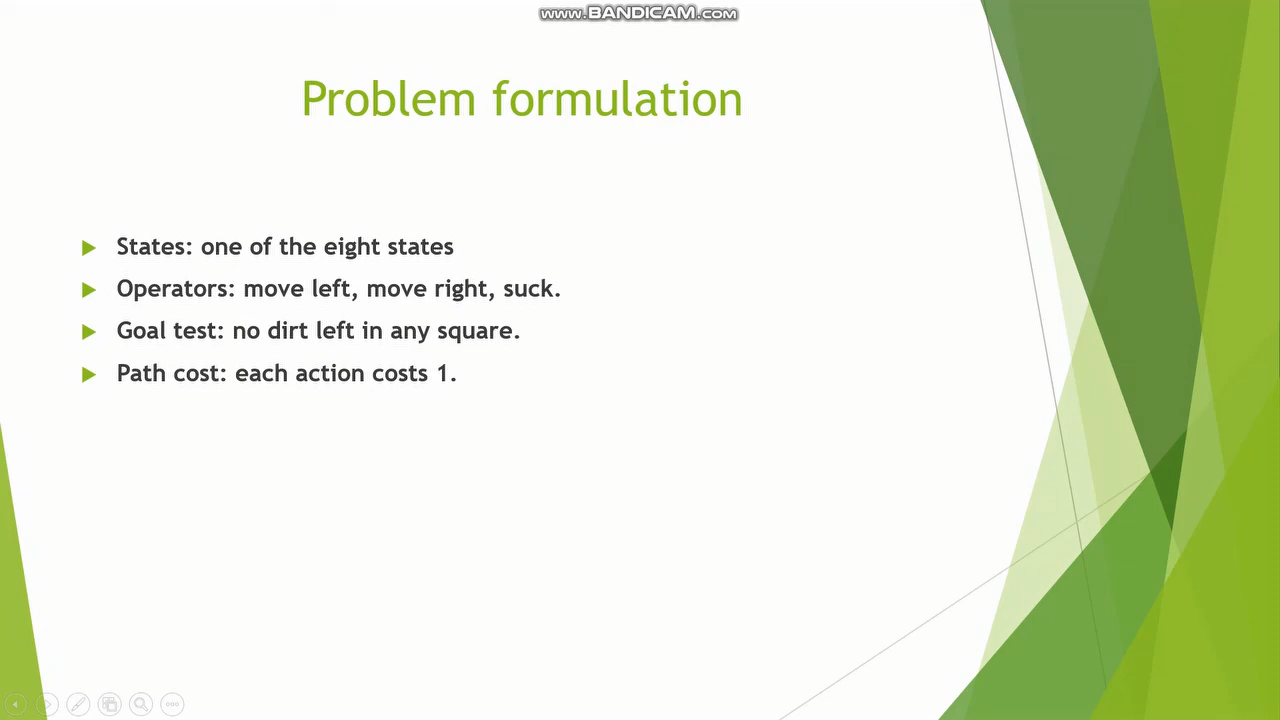 www.BANDICAM.com
Problem formulation
States: one of the eight states
Operators: move left, move right, suck.
Goal test: no dirt left in any square.
Path cost: each action costs 1.